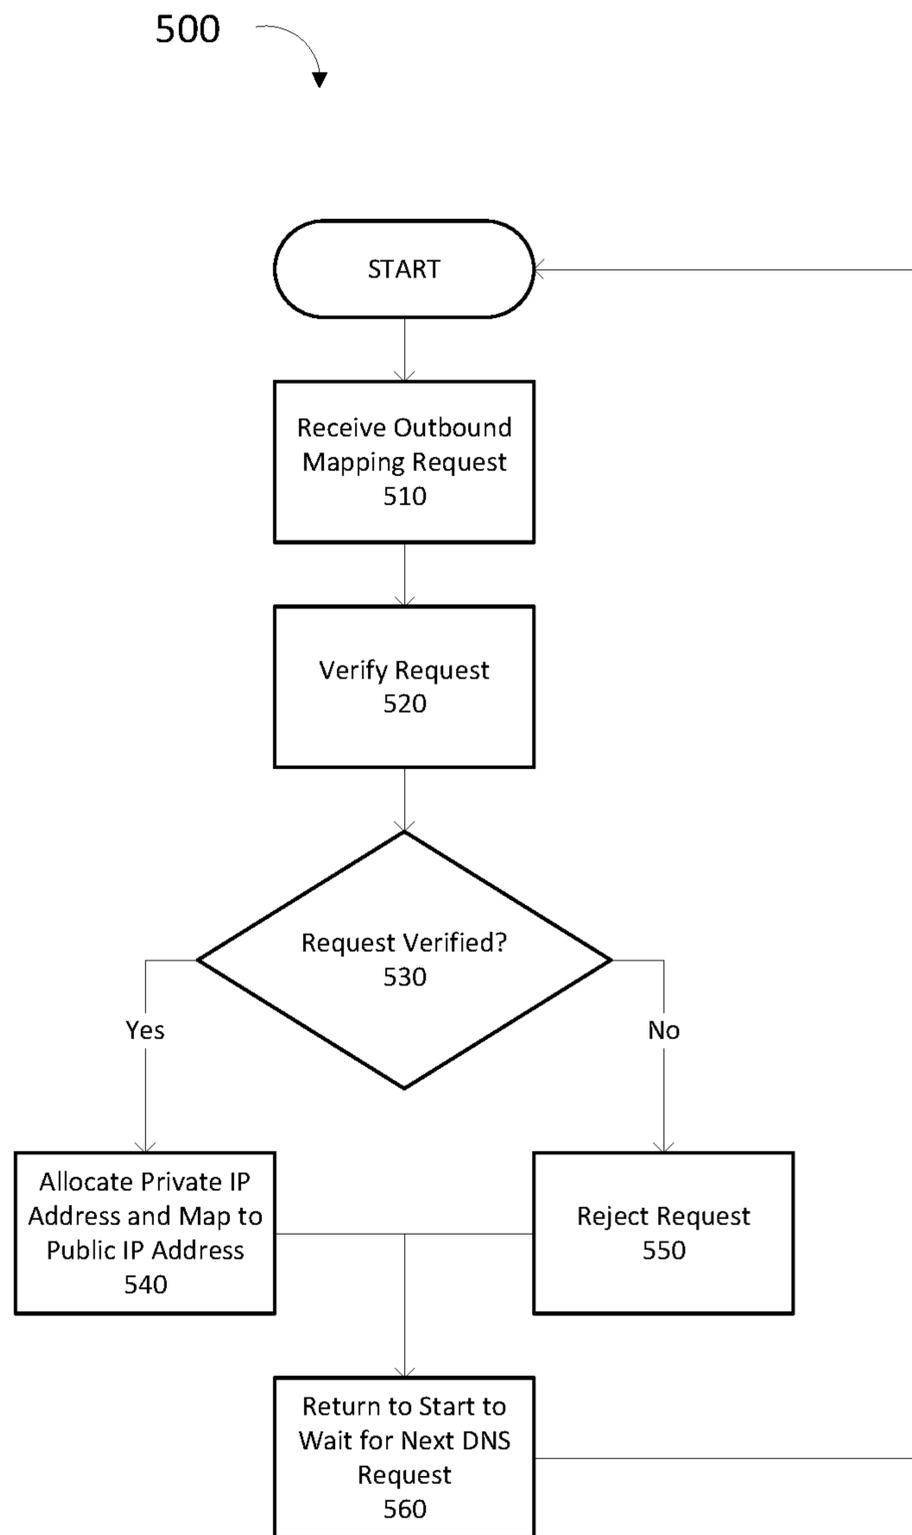 500
START
Receive Outbound
Mapping Request
510
Verify Request
520
Request Verified?
530
Yes
No
Allocate Private IP
Address and Map to
Public IP Address
540
Reject Request
550
Return to Start to
Wait for Next DNS
Request
560